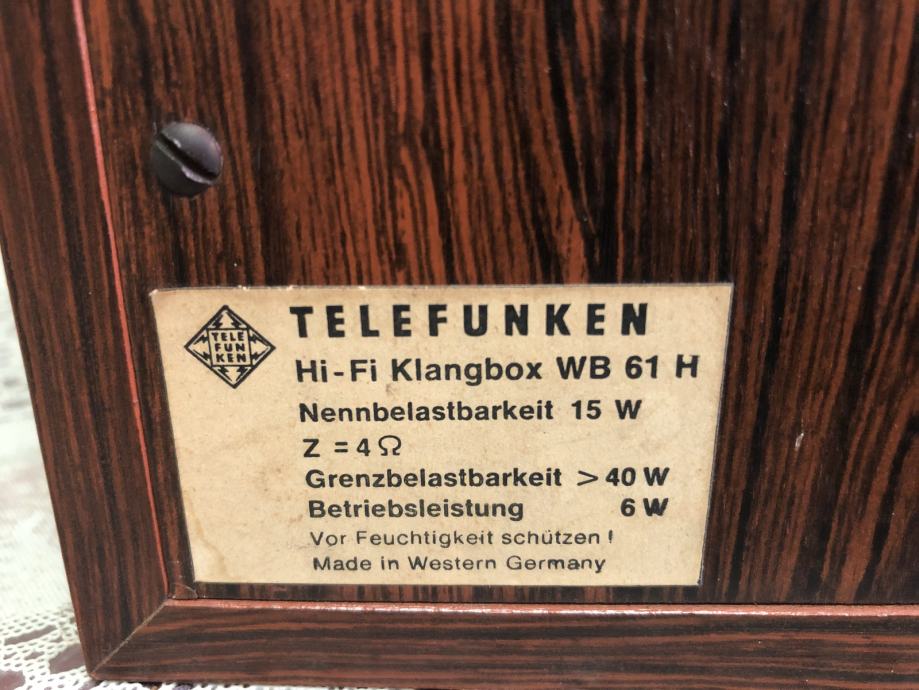 TELE
FUN
KEN
TELEFUNKEN
Hi-Fi Klangbox WB 61 H
Nennbelastbarkeit 15 W
Z = 4 Ω
Grenzbelastbarkeit > 40 W
Betriebsleistung 6 W
Vor Feuchtigkeit schützen!
Made in Western Germany